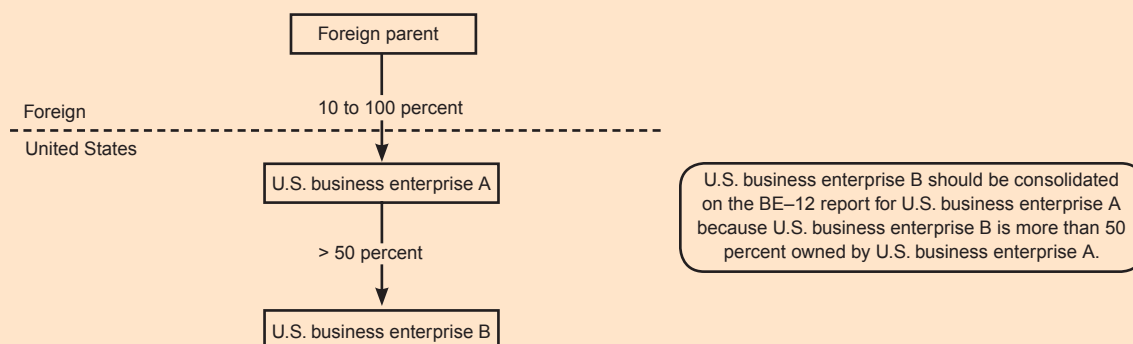 Foreign parent
Foreign
10 to 100 percent
United States
U.S. business enterprise A
U.S. business enterprise B should be consolidated
on the BE–12 report for U.S. business enterprise A
because U.S. business enterprise B is more than 50
percent owned by U.S. business enterprise A.
> 50 percent
U.S. business enterprise B